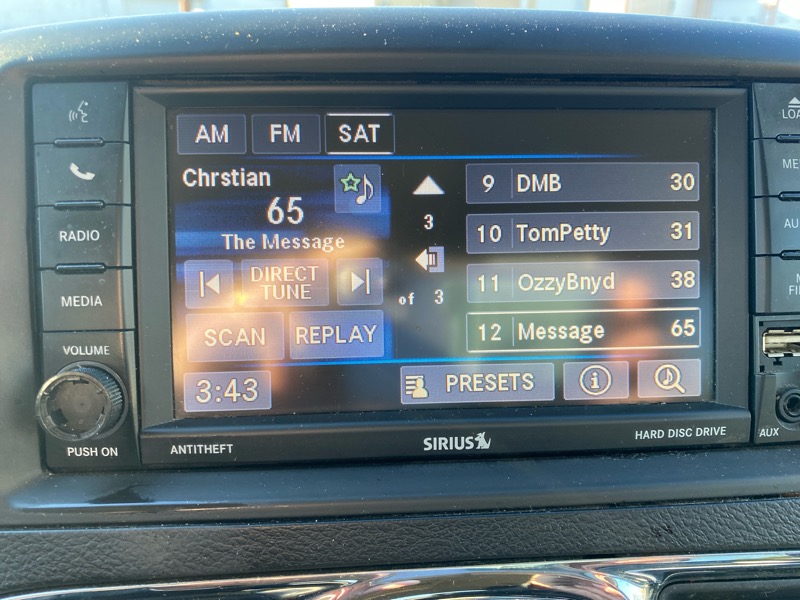 AM FM SAT
Chrstian
65
The Message
DIRECT
TUNE
SCAN REPLAY
3:43
3
of 3
9 DMB 30
10 TomPetty 31
11 OzzyBnyd 38
12 Message 65
PRESETS
RADIO
MEDIA
VOLUME
PUSH ON
ANTITHEFT
SIRIUS
HARD DISC DRIVE
AUX